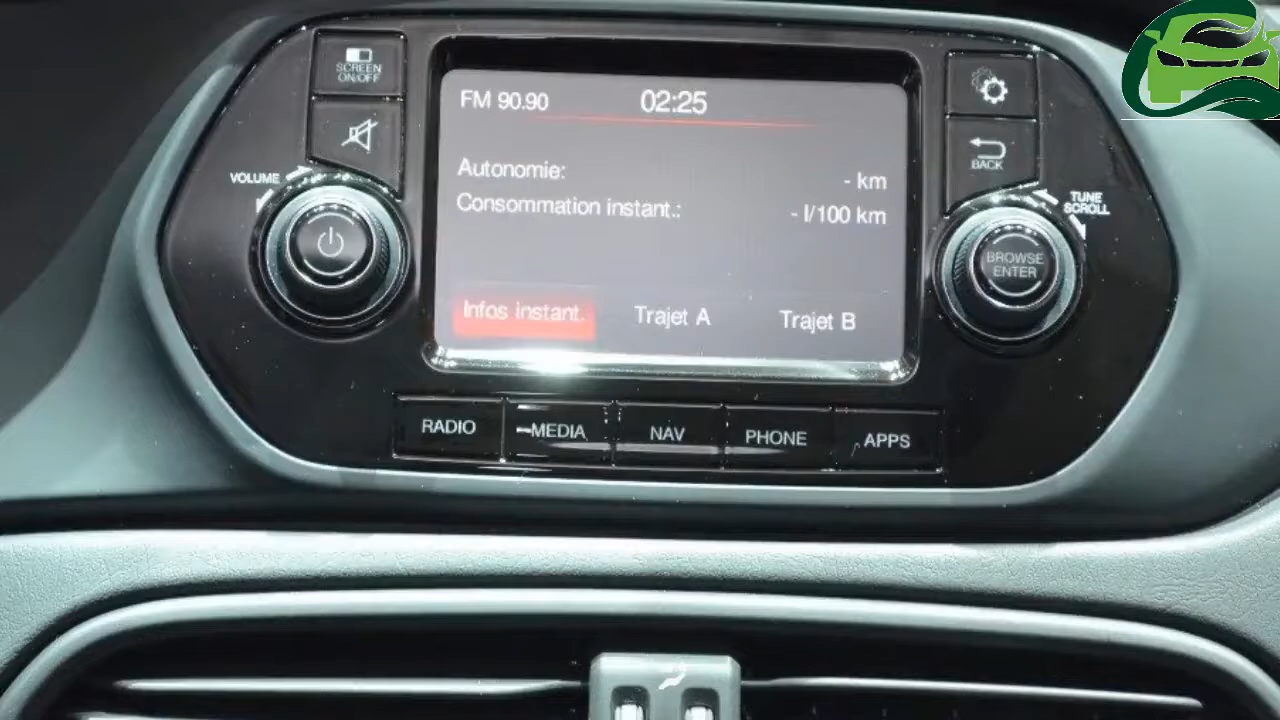 SCREEN
ON/OFF
VOLUME
FM 90.90
02:25
Autonomie:
- km
Consommation instant.:
- l/100 km
Infos instant.
Trajet A
Trajet B
BACK
TUNE
SCROLL
BROWSE
ENTER
RADIO
MEDIA
NAV
PHONE
APPS